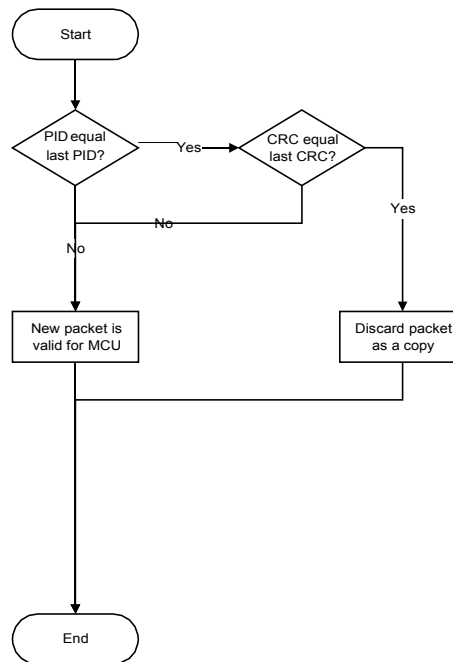 Start
PID equal
last PID?
Yes
CRC equal
last CRC?
Yes
No
No
New packet is
valid for MCU
Discard packet
as a copy
End